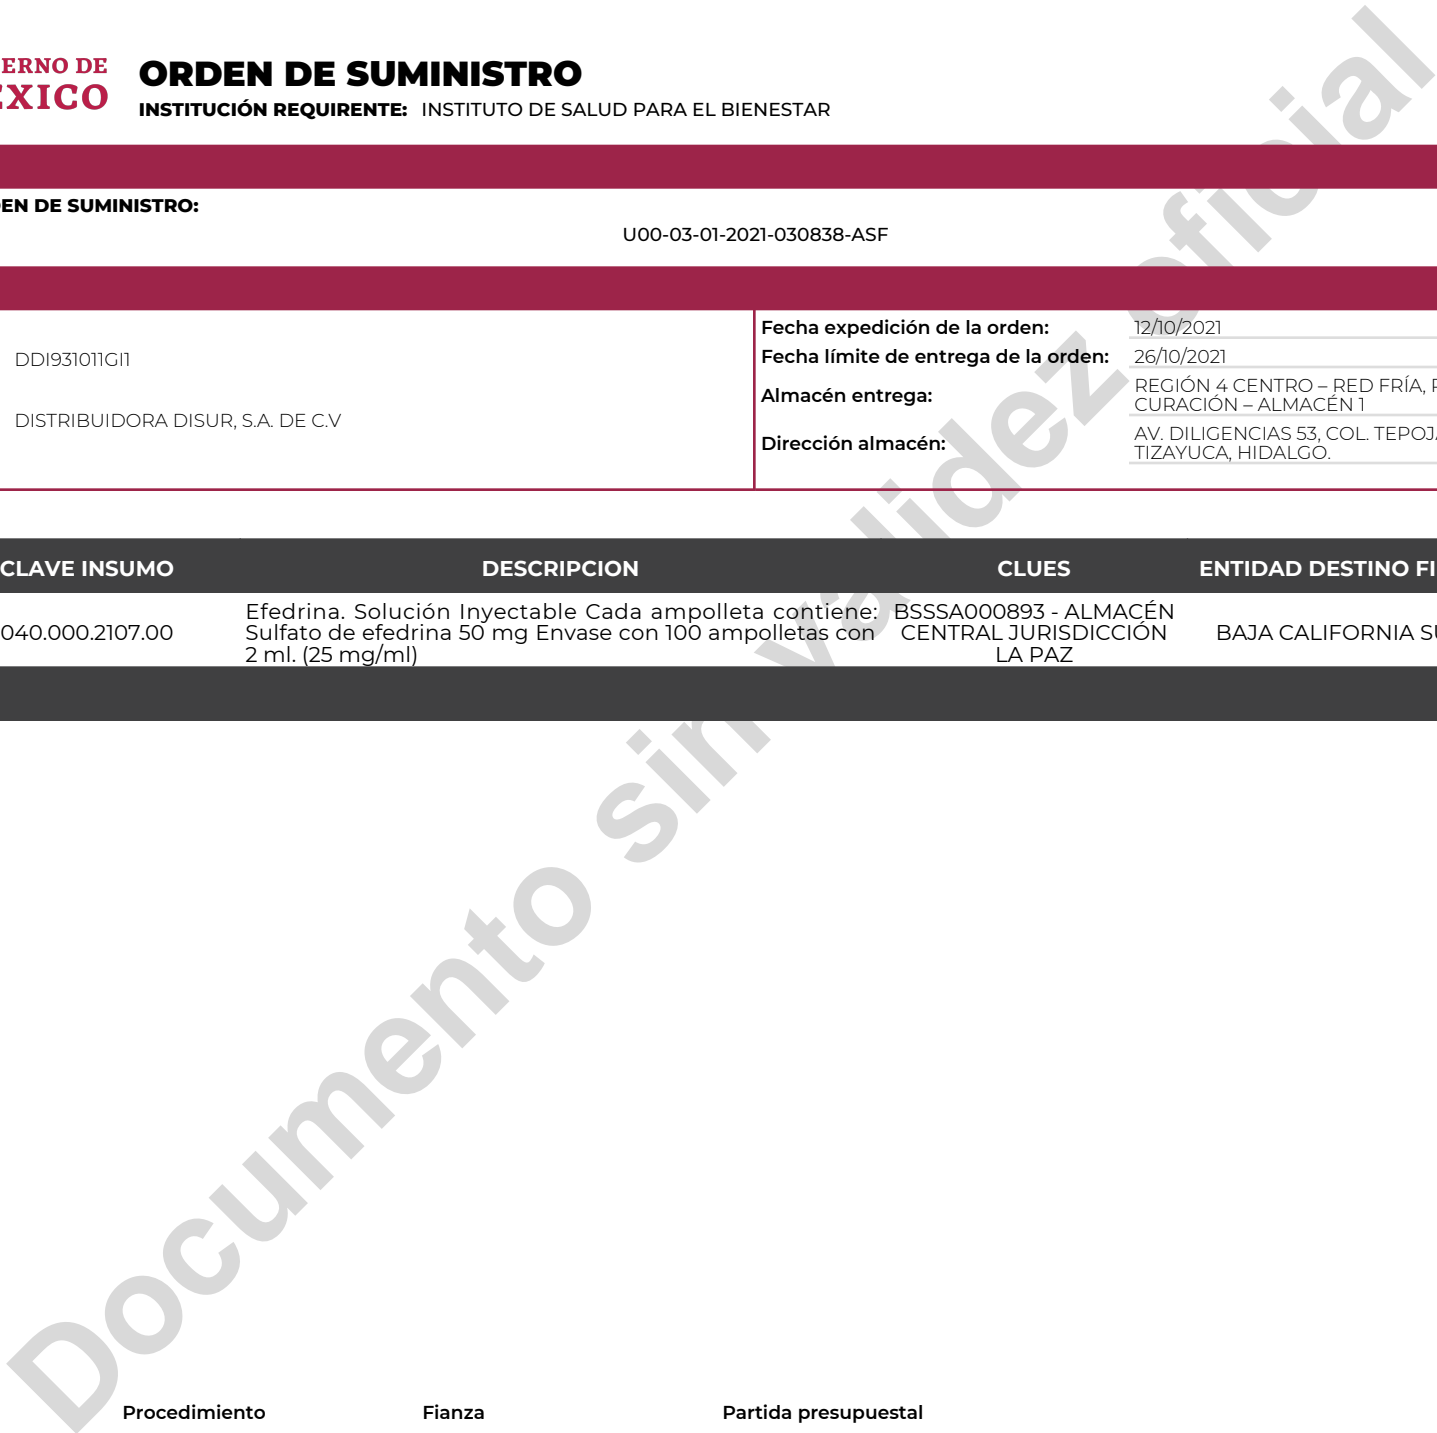 ERNO DE
ORDEN DE SUMINISTRO
INSTITUCIÓN REQUIRENTE: INSTITUTO DE SALUD PARA EL BIENESTAR
EN DE SUMINISTRO:
U00-03-01-2021-030838-ASF
DDI931011GI1
DISTRIBUIDORA DISUR, S.A. DE C.V
Fecha expedición de la orden: 12/10/2021
Fecha límite de entrega de la orden: 26/10/2021
Almacén entrega: REGIÓN 4 CENTRO – RED FRÍA,
CURACIÓN – ALMACÉN 1
Dirección almacén: AV. DILIGENCIAS 53, COL. TEPOJA
TIZAYUCA, HIDALGO.
CLAVE INSUMO DESCRIPCION CLUES ENTIDAD DESTINO FI
040.000.2107.00
Efedrina. Solución Inyectable Cada ampolleta contiene:
Sulfato de efedrina 50 mg Envase con 100 ampolletas con
2 ml. (25 mg/ml)
BSSSA000893 - ALMACÉN
CENTRAL JURISDICCIÓN
LA PAZ
BAJA CALIFORNIA SU
Documento sin validez oficial
Procedimiento Fianza Partida presupuestal